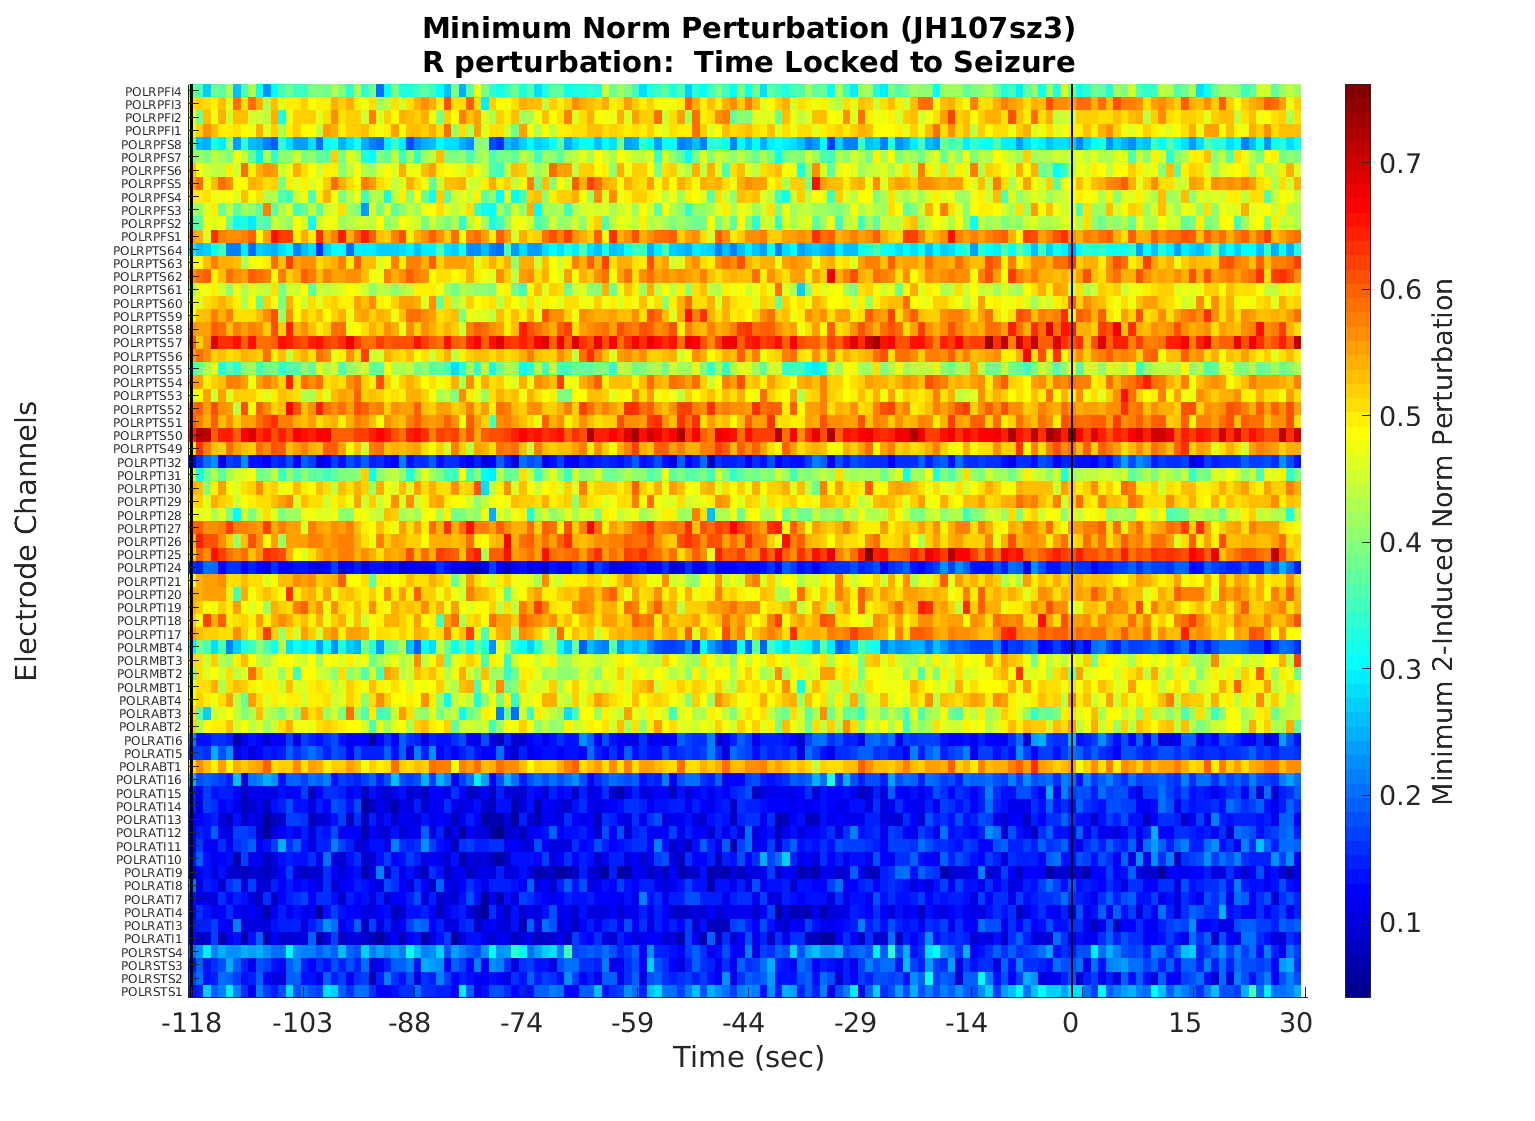 Minimum Norm Perturbation (JH107sz3)
R perturbation:  Time Locked to Seizure
Electrode Channels
POLRPFI4
POLRPFI3
POLRPFI2
POLRPFI1
POLRPFS8
POLRPFS7
POLRPFS6
POLRPFS5
POLRPFS4
POLRPFS3
POLRPFS2
POLRPFS1
POLRPTS64
POLRPTS63
POLRPTS62
POLRPTS61
POLRPTS60
POLRPTS59
POLRPTS58
POLRPTS57
POLRPTS56
POLRPTS55
POLRPTS54
POLRPTS53
POLRPTS52
POLRPTS51
POLRPTS50
POLRPTS49
POLRPTI32
POLRPTI31
POLRPTI30
POLRPTI29
POLRPTI28
POLRPTI27
POLRPTI26
POLRPTI25
POLRPTI24
POLRPTI21
POLRPTI20
POLRPTI19
POLRPTI18
POLRPTI17
POLRMBT4
POLRMBT3
POLRMBT2
POLRMBT1
POLRABT4
POLRABT3
POLRABT2
POLRATI6
POLRATI5
POLRABT1
POLRATI16
POLRATI15
POLRATI14
POLRATI13
POLRATI12
POLRATI11
POLRATI10
POLRATI9
POLRATI8
POLRATI7
POLRATI4
POLRATI3
POLRATI1
POLRSTS4
POLRSTS3
POLRSTS2
POLRSTS1
-118 -103 -88 -74 -59 -44 -29 -14 0 15 30
Time (sec)
0.7
0.6
0.5
0.4
0.3
0.2
0.1
Minimum 2-Induced Norm Perturbation